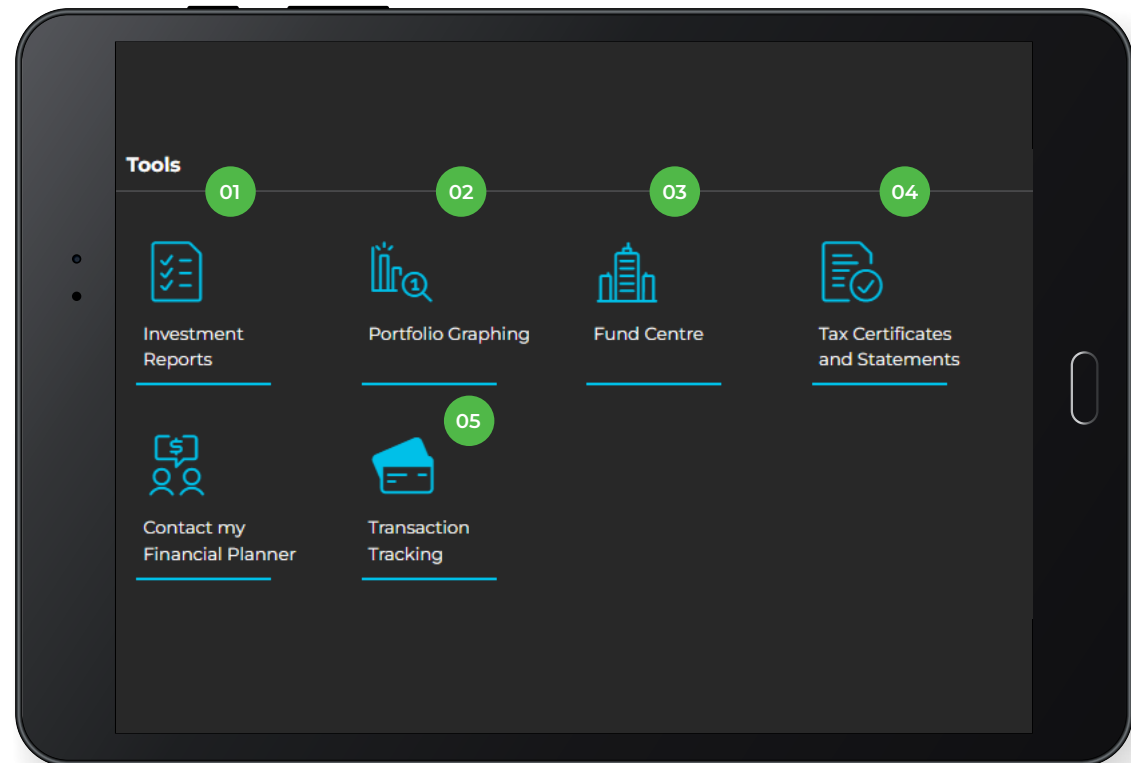 Tools
01
02
03
04
Investment
Reports
Portfolio Graphing
Fund Centre
Tax Certificates
and Statements
05
Contact my
Financial Planner
Transaction
Tracking
$
1